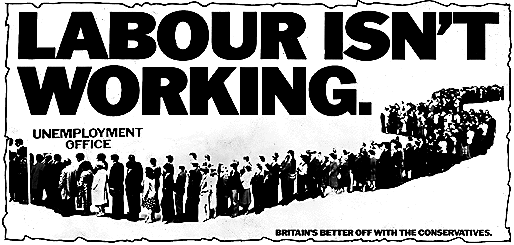 LABOUR ISN'T
WORKING.
UNEMPLOYMENT
OFFICE
BRITAIN'S BETTER OFF WITH THE CONSERVATIVES.